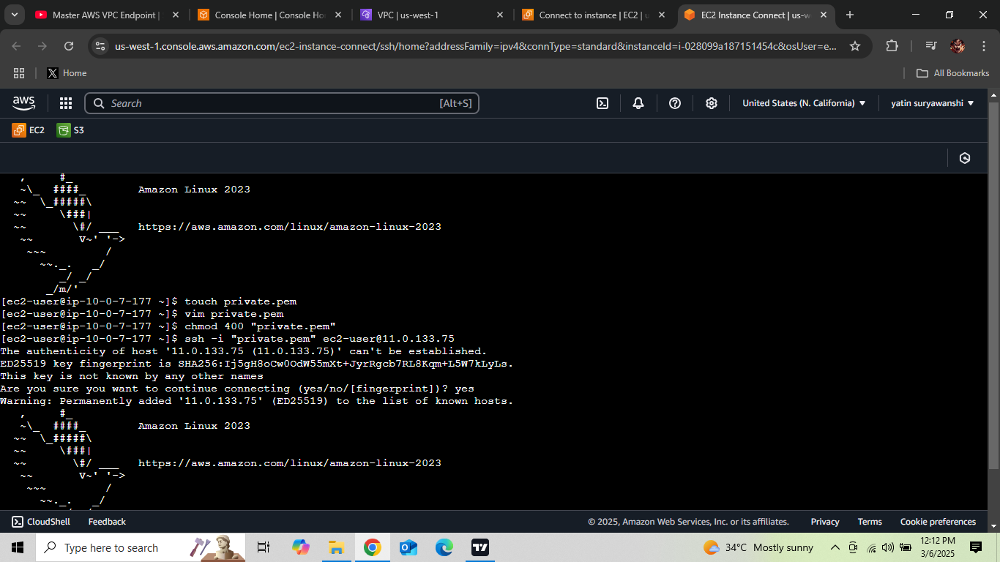 Master AWS VPC Endpoint |
Console Home | Console Ho
VPC | us-west-1
Connect to instance | EC2 | u
EC2 Instance Connect | us-w
us-west-1.console.aws.amazon.com/ec2-instance-connect/ssh/home?addressFamily=ipv4&connType=standard&instanceId=i-028099a187151454c&osUser=e...
Home
All Bookmarks
aws
Search
[Alt+S]
United States (N. California)
yatin suryawanshi
EC2
S3
   ,     #_
   ~\_  ####_        Amazon Linux 2023
  ~~  \_#####\
  ~~     \###|
  ~~       \#/ ___   https://aws.amazon.com/linux/amazon-linux-2023
   ~~       V~' '->
    ~~~         /
      ~~._.   _/
         _/ _/
       _/m/'
[ec2-user@ip-10-0-7-177 ~]$ touch private.pem
[ec2-user@ip-10-0-7-177 ~]$ vim private.pem
[ec2-user@ip-10-0-7-177 ~]$ chmod 400 "private.pem"
[ec2-user@ip-10-0-7-177 ~]$ ssh -i "private.pem" ec2-user@11.0.133.75
The authenticity of host '11.0.133.75 (11.0.133.75)' can't be established.
ED25519 key fingerprint is SHA256:Ij5gH8oCw0OdW55mXt+JyrRgcb7RL8Kqm+L5W7kLyLs.
This key is not known by any other names
Are you sure you want to continue connecting (yes/no/[fingerprint])? yes
Warning: Permanently added '11.0.133.75' (ED25519) to the list of known hosts.
   ,     #_
   ~\_  ####_        Amazon Linux 2023
  ~~  \_#####\
  ~~     \###|
  ~~       \#/ ___   https://aws.amazon.com/linux/amazon-linux-2023
   ~~       V~' '->
    ~~~         /
      ~~._.   _/
CloudShell
Feedback
© 2025, Amazon Web Services, Inc. or its affiliates.
Privacy
Terms
Cookie preferences
Type here to search
34°C Mostly sunny
12:12 PM
3/6/2025